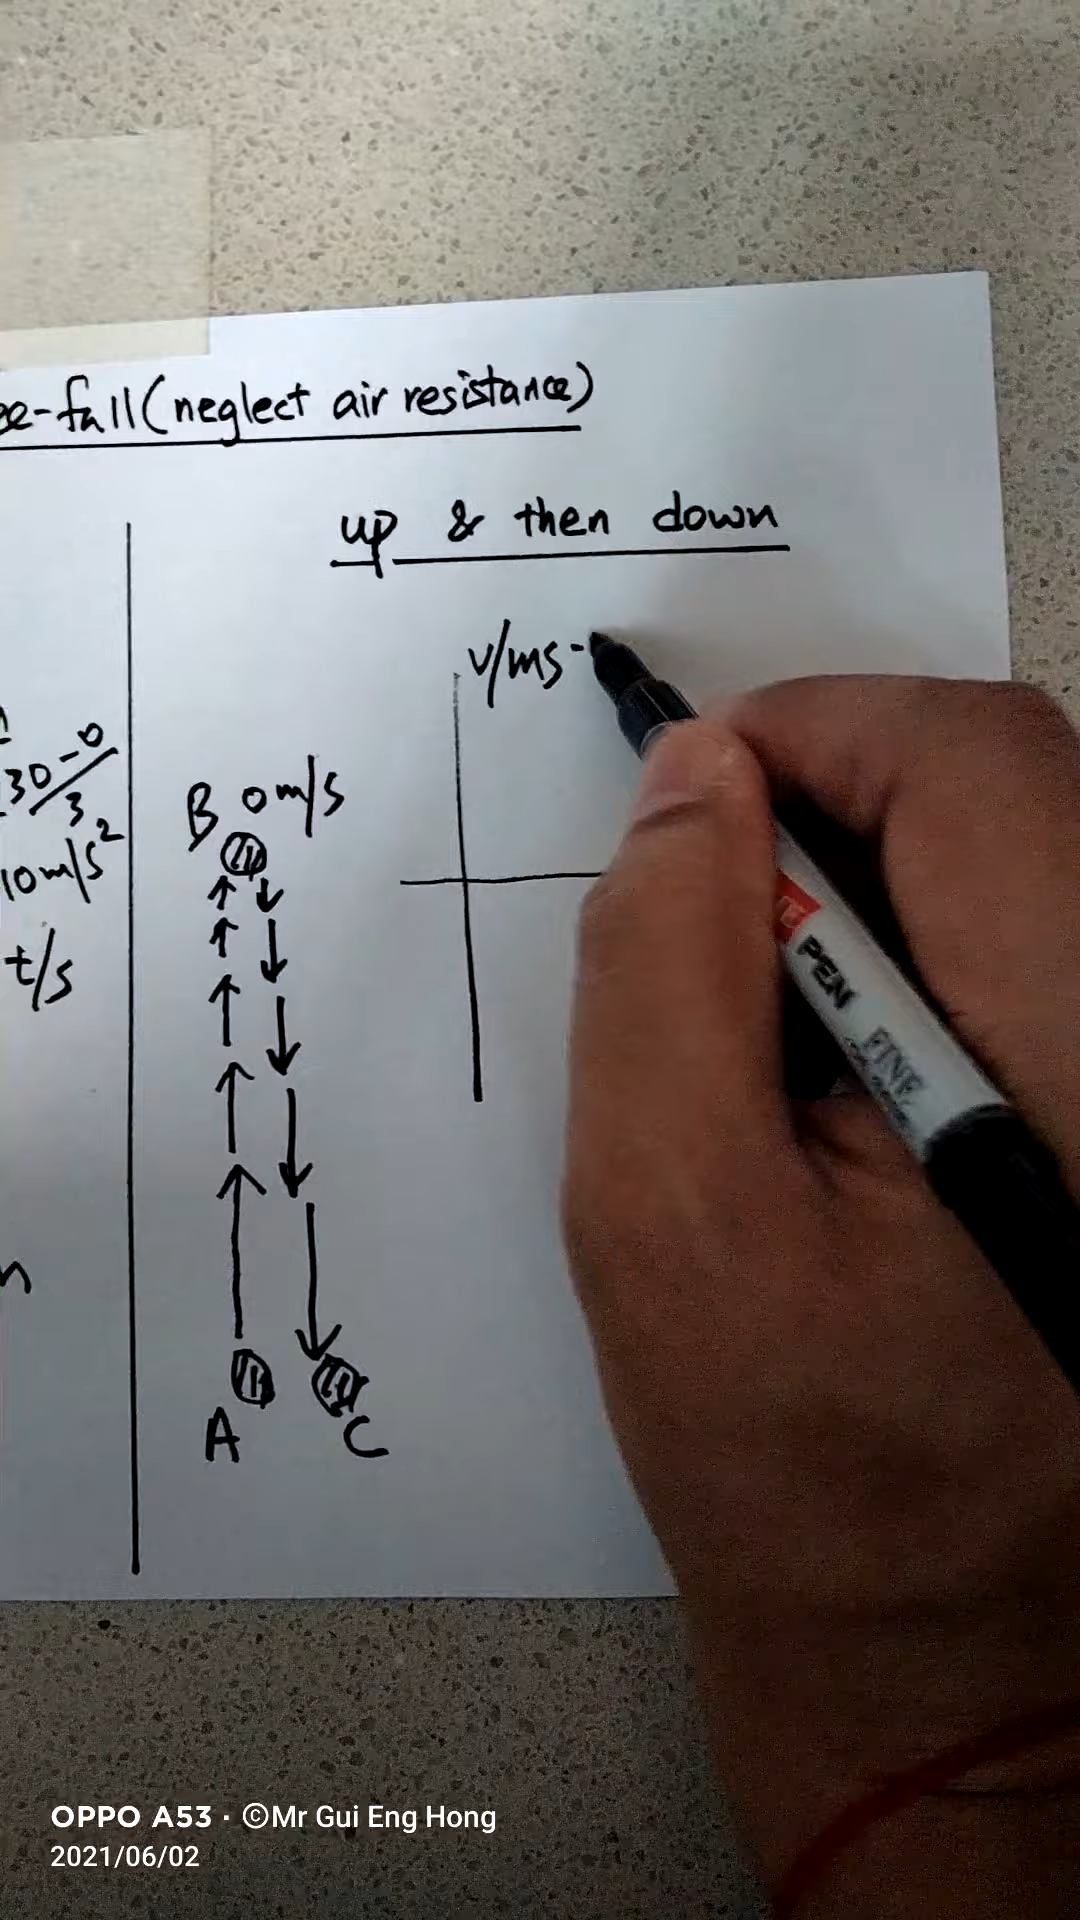 -fall (neglect air resistance)
up & then down
v/ms-
30-0
3
10m/s²
t/s
B 0m/s
A
C
PEN
FINE
OPPO A53 · ©Mr Gui Eng Hong
2021/06/02